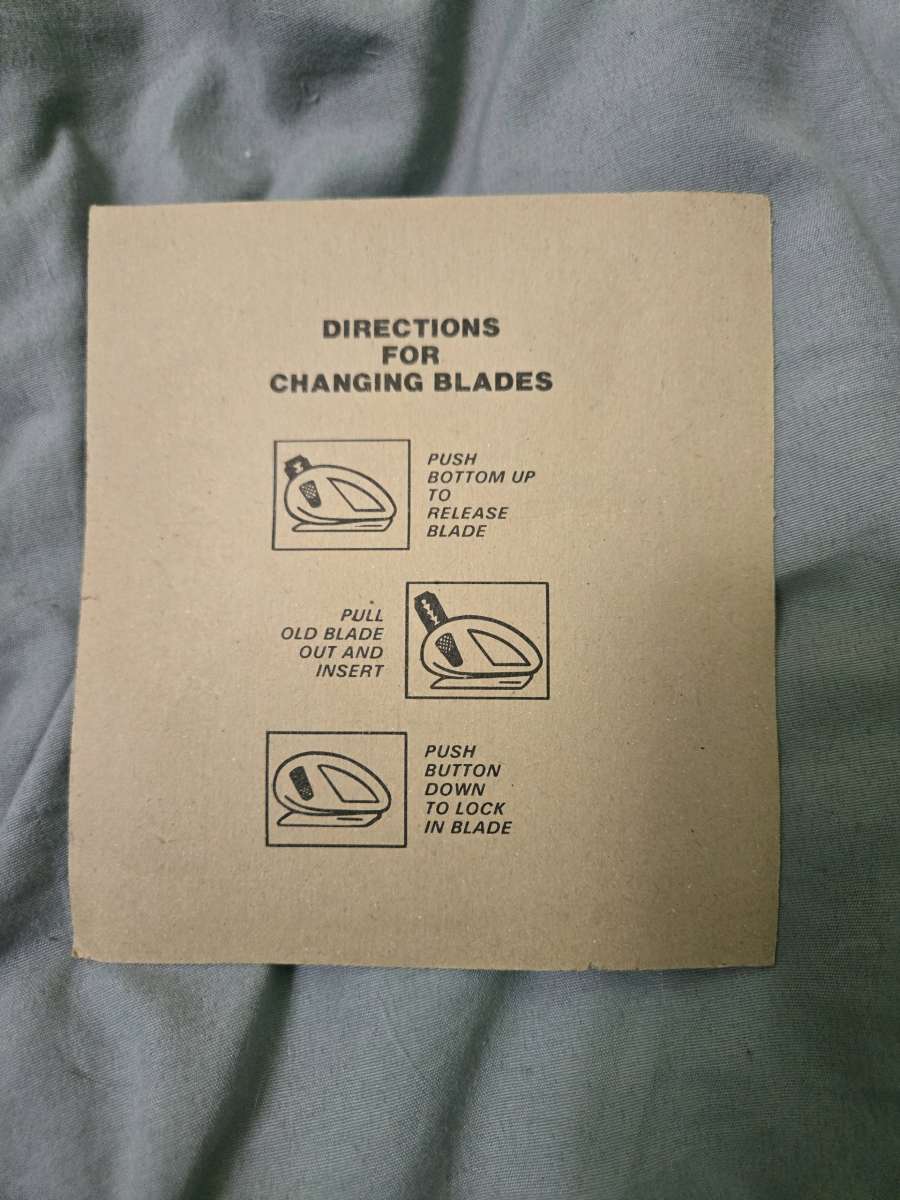 DIRECTIONS
FOR
CHANGING BLADES
PUSH
BOTTOM UP
TO
RELEASE
BLADE
PULL
OLD BLADE
OUT AND
INSERT
PUSH
BUTTON
DOWN
TO LOCK
IN BLADE